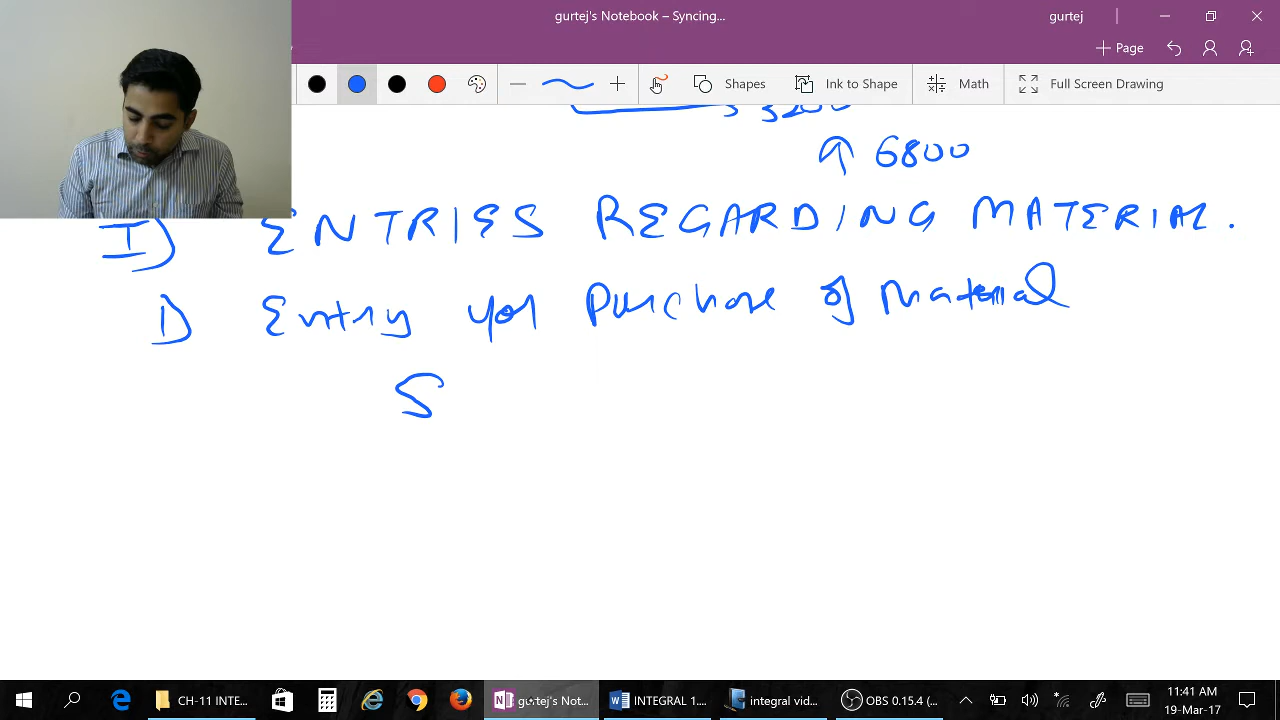 gurtej's Notebook – Syncing...
gurtej
Page
Shapes
Ink to Shape
Math
Full Screen Drawing
6800
I) ENTRIES REGARDING MATERIAL.
1) Entry for Purchase of Material
S
CH-11 INTE...
gurtej's Not...
INTEGRAL 1....
integral vid...
OBS 0.15.4 (...
11:41 AM
19-Mar-17